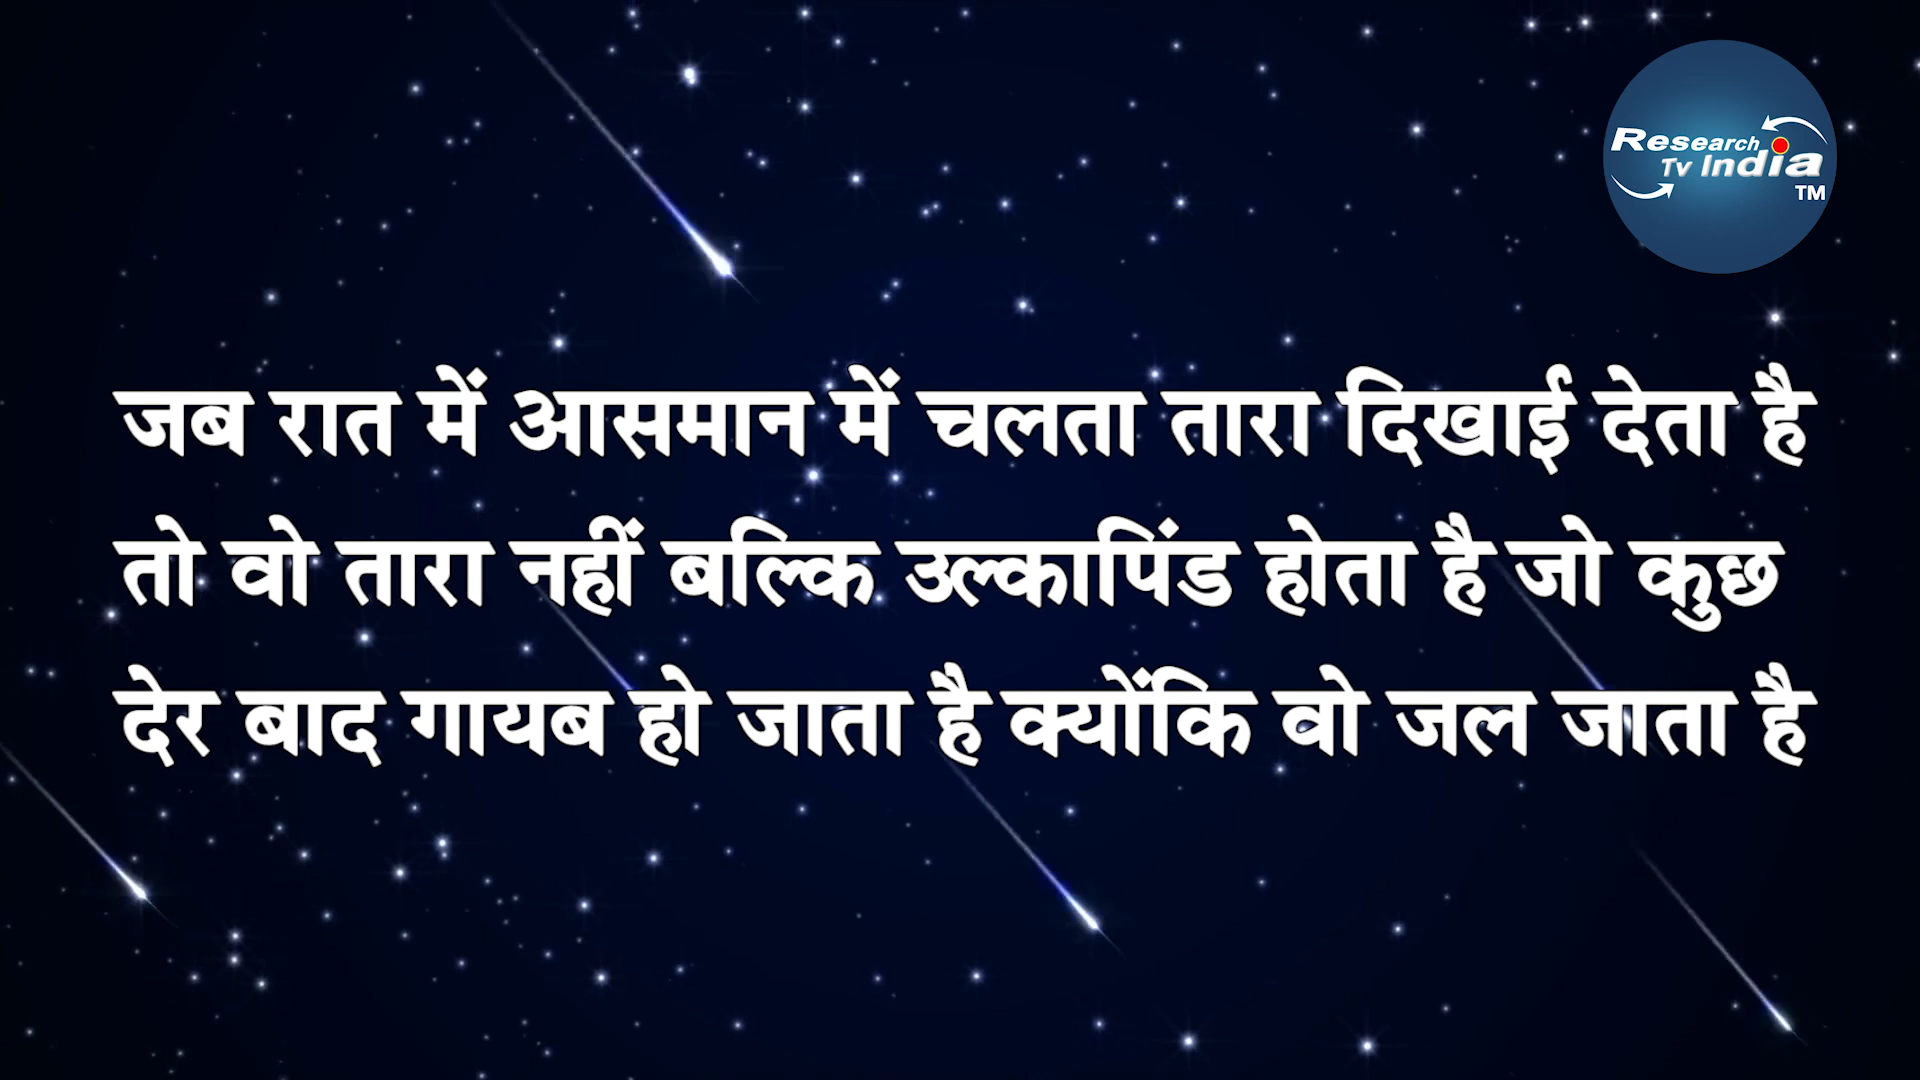 Research
Tv India
TM
जब रात में आसमान में चलता तारा दिखाई देता है
तो वो तारा नहीं बल्कि उल्कापिंड होता है जो कुछ
देर बाद गायब हो जाता है क्योंकि वो जल जाता है